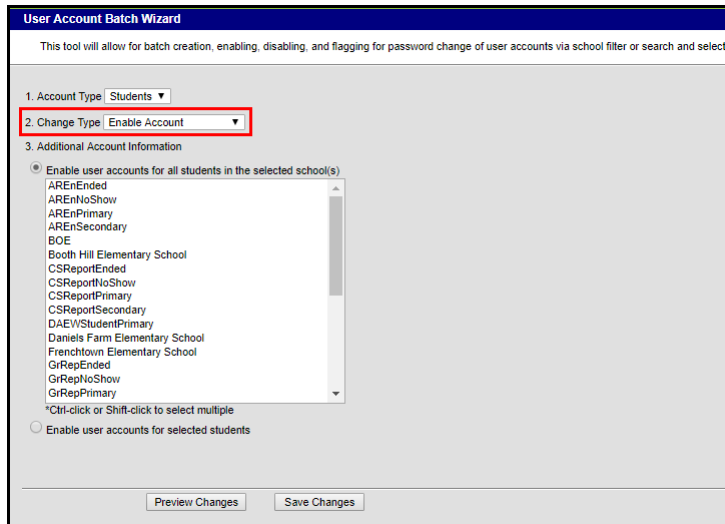 User Account Batch Wizard
This tool will allow for batch creation, enabling, disabling, and flagging for password change of user accounts via school filter or search and select
1. Account Type Students
2. Change Type Enable Account
3. Additional Account Information
Enable user accounts for all students in the selected school(s)
AREnEnded
AREnNoShow
AREnPrimary
AREnSecondary
BOE
Booth Hill Elementary School
CSReportEnded
CSReportNoShow
CSReportPrimary
CSReportSecondary
DAEWStudentPrimary
Daniels Farm Elementary School
Frenchtown Elementary School
GrRepEnded
GrRepNoShow
GrRepPrimary
*Ctrl-click or Shift-click to select multiple
Enable user accounts for selected students
Preview Changes Save Changes